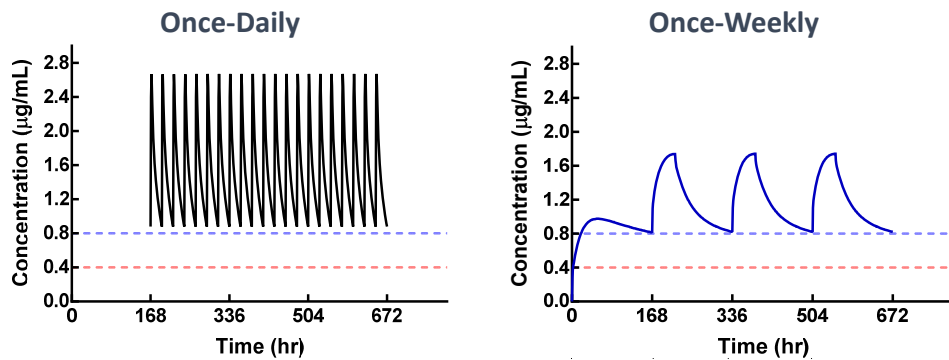 Once-Daily
Concentration (µg/mL)
2.8
2.4
2.0
1.6
1.2
0.8
0.4
0.0
0 168 336 504 672
Time (hr)
Once-Weekly
Concentration (µg/mL)
2.8
2.4
2.0
1.6
1.2
0.8
0.4
0.0
0 168 336 504 672
Time (hr)